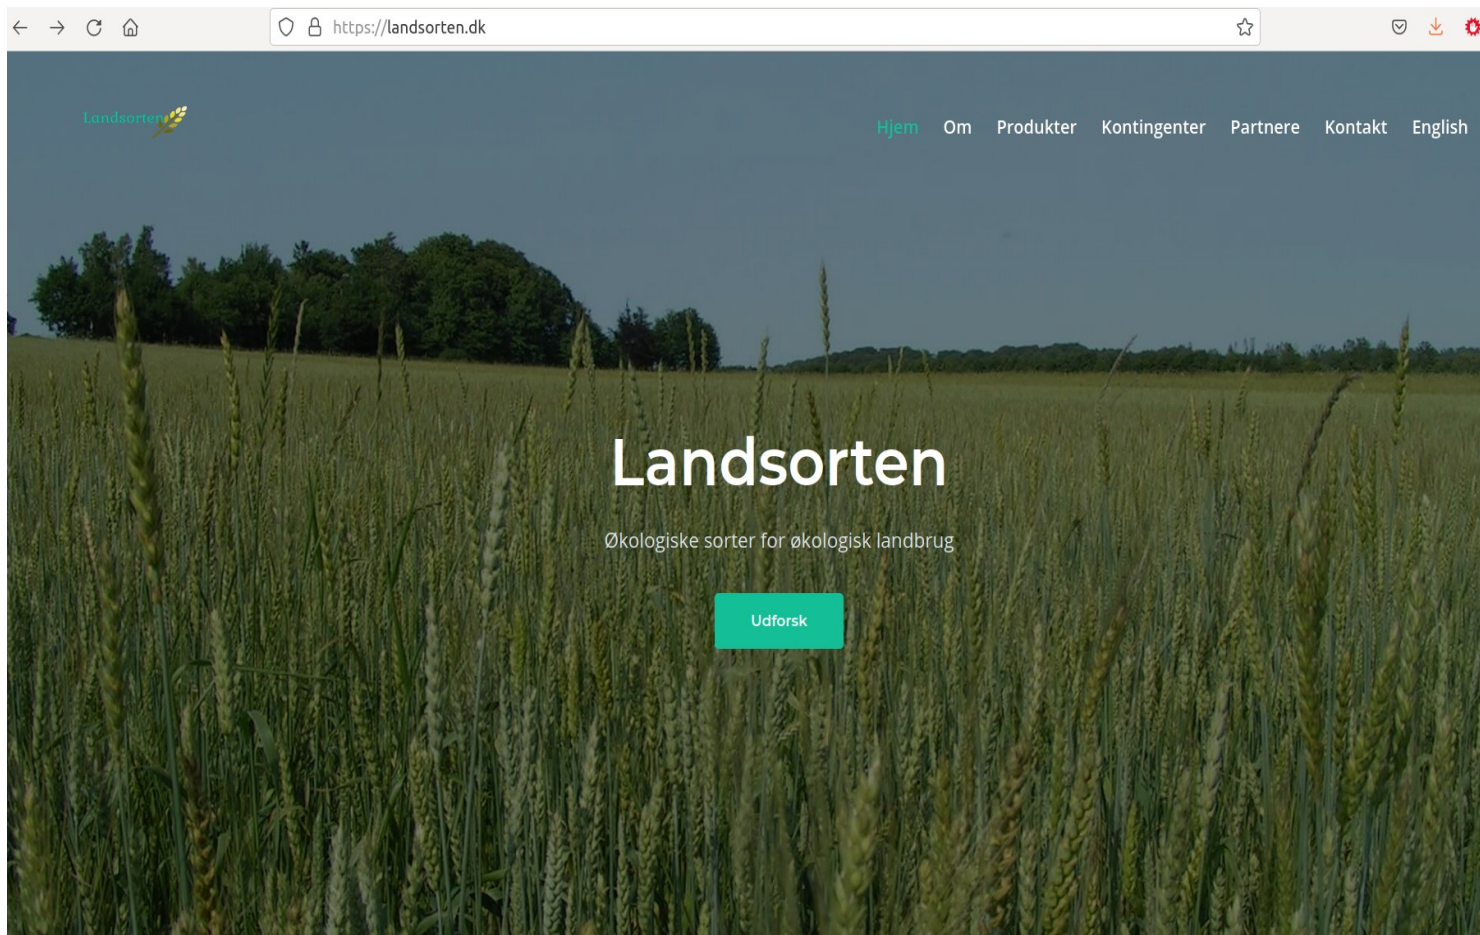 https://landsorten.dk
Landsorten
Hjem Om Produkter Kontingenter Partnere Kontakt English
Landsorten
Økologiske sorter for økologisk landbrug
Udforsk